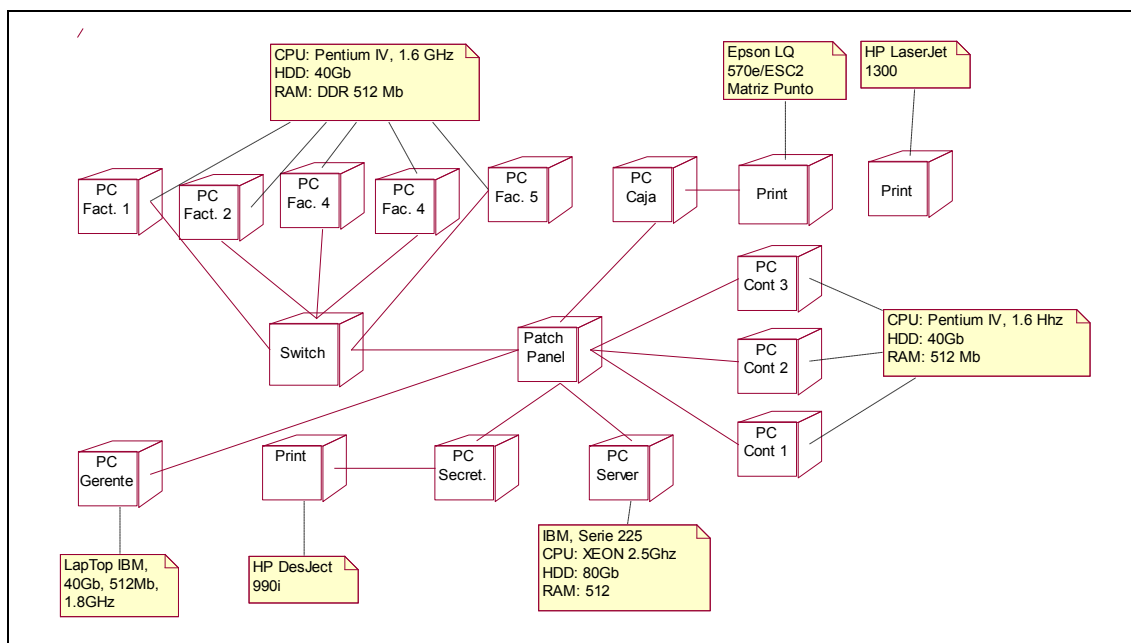 CPU: Pentium IV, 1.6 GHz
HDD: 40Gb
RAM: DDR 512 Mb
Epson LQ
570e/ESC2
Matriz Punto
HP LaserJet
1300
PC
Fact. 1
PC
Fact. 2
PC
Fac. 4
PC
Fac. 4
PC
Fac. 5
PC
Caja
Print
Print
PC
Cont 3
Switch
Patch
Panel
PC
Cont 2
CPU: Pentium IV, 1.6 Hhz
HDD: 40Gb
RAM: 512 Mb
PC
Cont 1
PC
Gerente
Print
PC
Secret.
PC
Server
LapTop IBM,
40Gb, 512Mb,
1.8GHz
HP DesJect
990i
IBM, Serie 225
CPU: XEON 2.5Ghz
HDD: 80Gb
RAM: 512